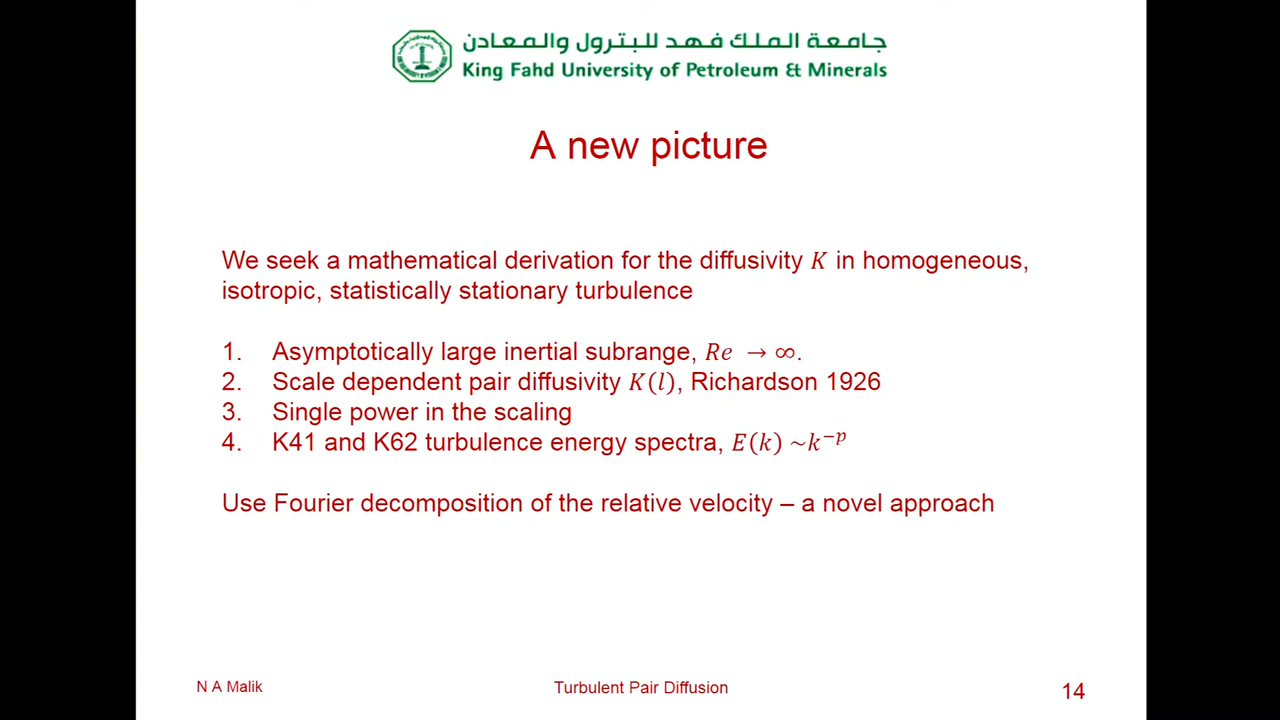 جامعة الملك فهد للبترول والمعادن
King Fahd University of Petroleum & Minerals
A new picture
We seek a mathematical derivation for the diffusivity K in homogeneous,
isotropic, statistically stationary turbulence
1. Asymptotically large inertial subrange, Re → ∞.
2. Scale dependent pair diffusivity K(l), Richardson 1926
3. Single power in the scaling
4. K41 and K62 turbulence energy spectra, E(k) ~k⁻ᵖ
Use Fourier decomposition of the relative velocity – a novel approach
N A Malik
Turbulent Pair Diffusion
14